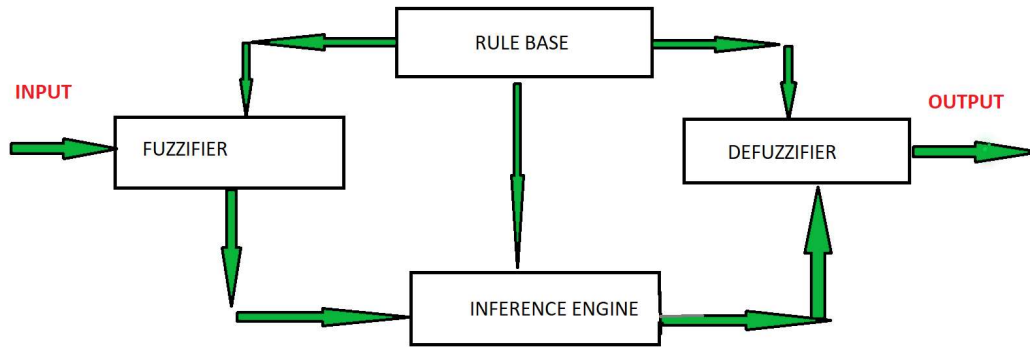 RULE BASE
INPUT
OUTPUT
FUZZIFIER
DEFUZZIFIER
INFERENCE ENGINE